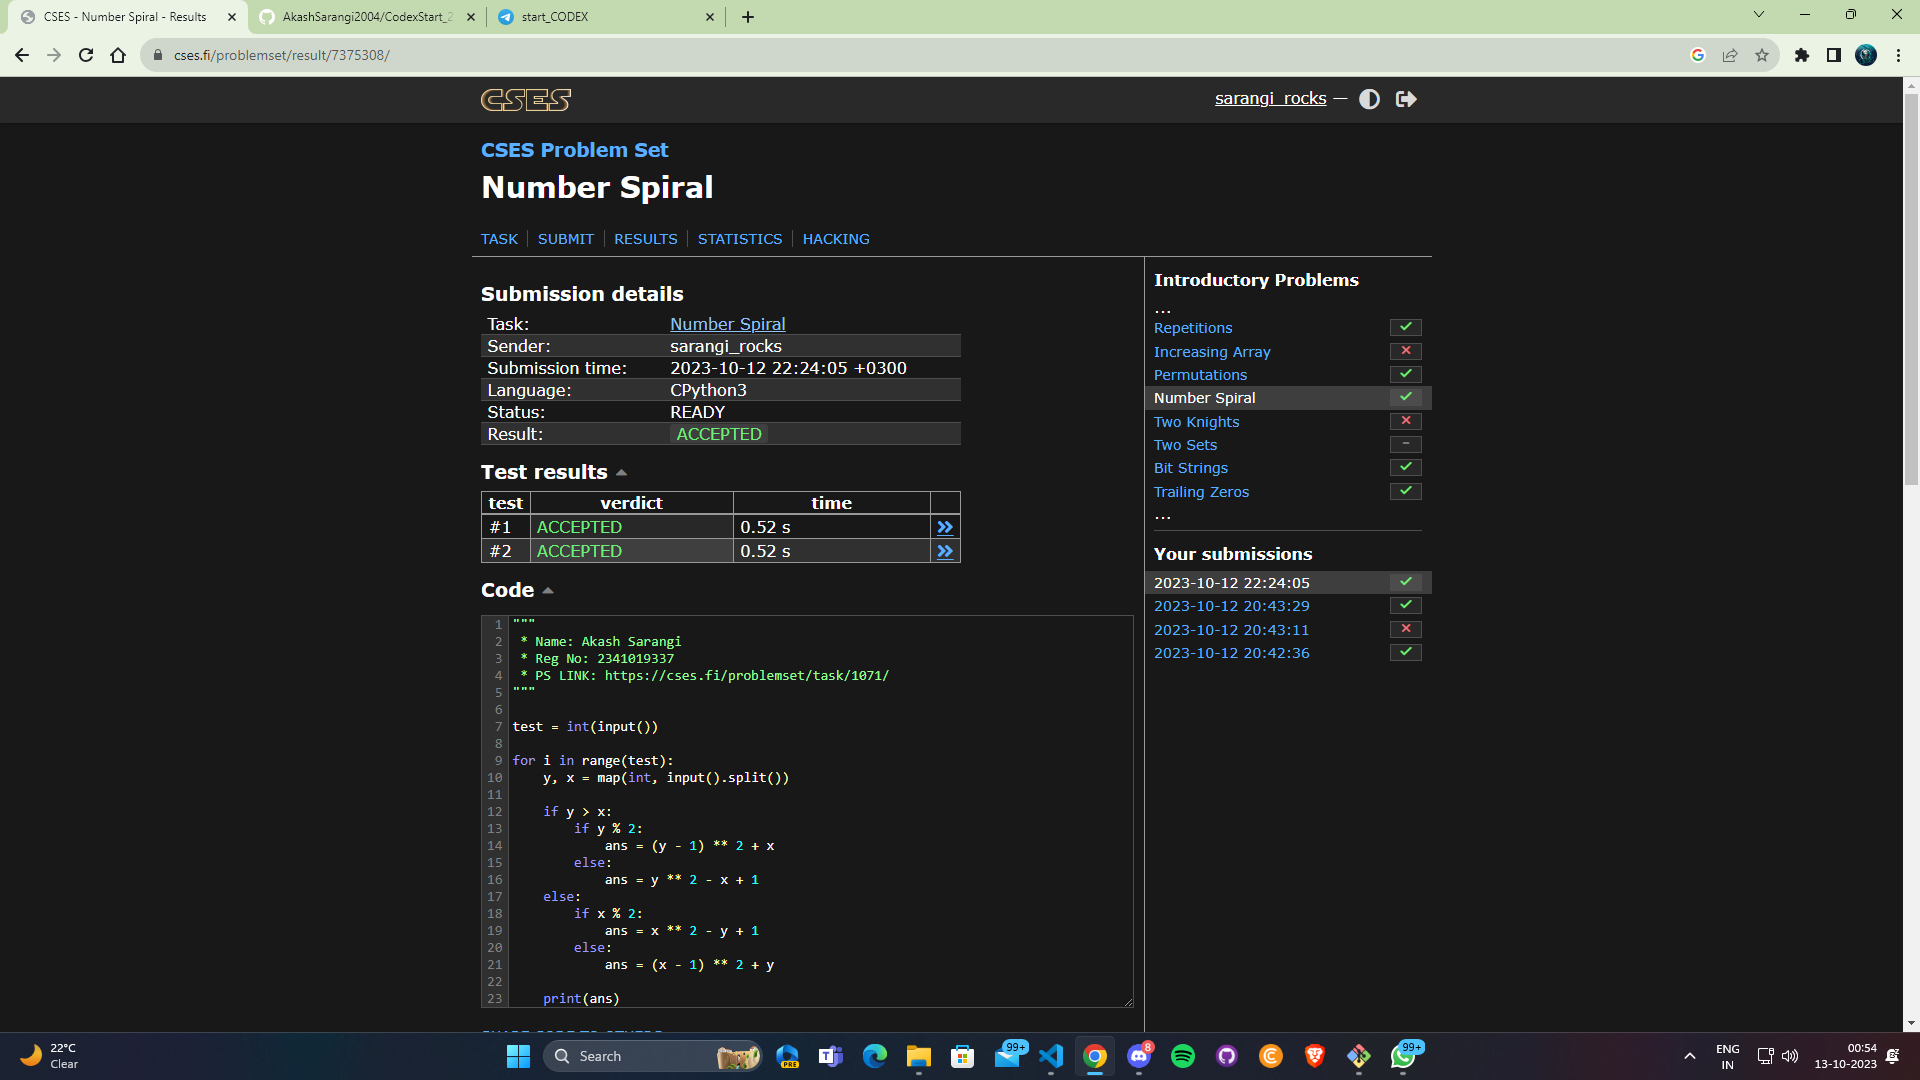 CSES - Number Spiral - Results
AkashSarangi2004/CodexStart_2
start_CODEX
cses.fi/problemset/result/7375308/
CSES
sarangi_rocks —
CSES Problem Set
Number Spiral
TASK
SUBMIT
RESULTS
STATISTICS
HACKING
Submission details
Task: Number Spiral
Sender: sarangi_rocks
Submission time: 2023-10-12 22:24:05 +0300
Language: CPython3
Status: READY
Result: ACCEPTED
Test results
test verdict time
#1 ACCEPTED 0.52 s
#2 ACCEPTED 0.52 s
Code
1 """
2  * Name: Akash Sarangi
3  * Reg No: 2341019337
4  * PS LINK: https://cses.fi/problemset/task/1071/
5 """
6
7 test = int(input())
8
9 for i in range(test):
10     y, x = map(int, input().split())
11
12     if y > x:
13         if y % 2:
14             ans = (y - 1) ** 2 + x
15         else:
16             ans = y ** 2 - x + 1
17     else:
18         if x % 2:
19             ans = x ** 2 - y + 1
20         else:
21             ans = (x - 1) ** 2 + y
22
23     print(ans)
Introductory Problems
...
Repetitions
Increasing Array
Permutations
Number Spiral
Two Knights
Two Sets
Bit Strings
Trailing Zeros
...
Your submissions
2023-10-12 22:24:05
2023-10-12 20:43:29
2023-10-12 20:43:11
2023-10-12 20:42:36
22°C
Clear
Search
PRE
99+
8
99+
ENG
IN
00:54
13-10-2023